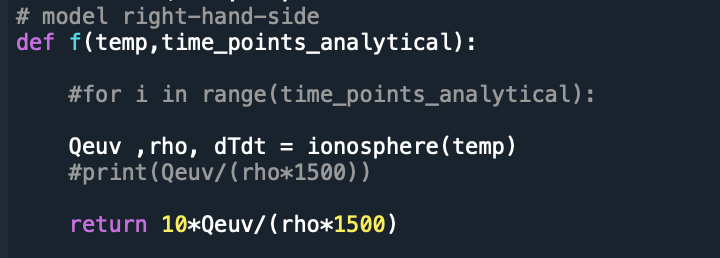 # model right-hand-side
def f(temp,time_points_analytical):
#for i in range(time_points_analytical):
Qeuv ,rho, dTdt = ionosphere(temp)
#print(Qeuv/(rho*1500))
return 10*Qeuv/(rho*1500)